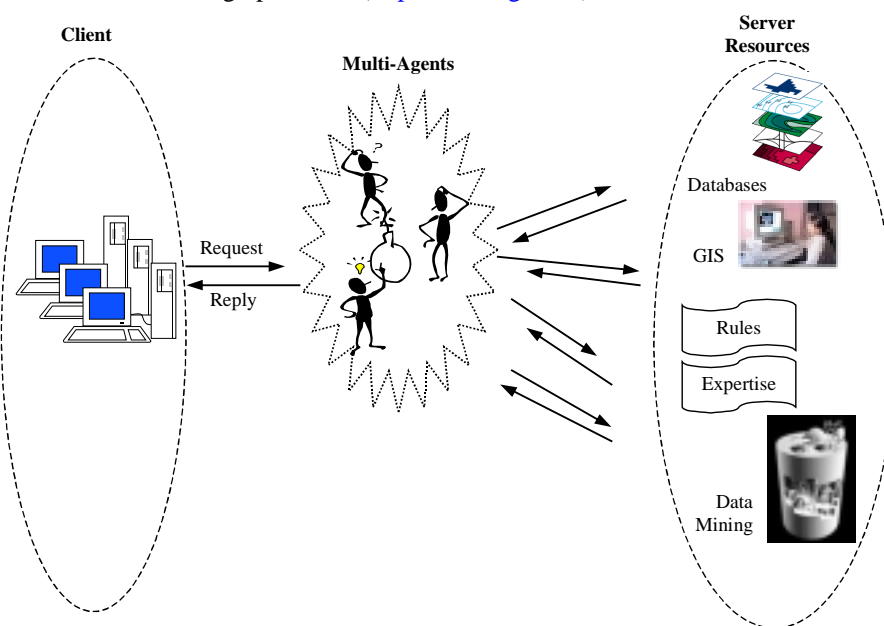 Client
Multi-Agents
Server
Resources
Databases
GIS
Request
Reply
Rules
Expertise
Data
Mining
?